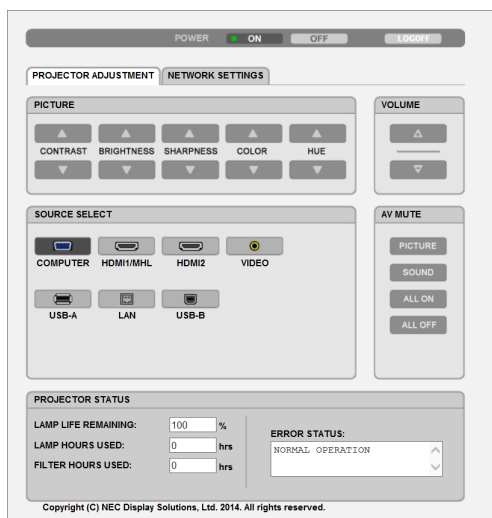 POWER ON OFF LOGOFF
PROJECTOR ADJUSTMENT NETWORK SETTINGS
PICTURE
CONTRAST BRIGHTNESS SHARPNESS COLOR HUE
VOLUME
SOURCE SELECT
COMPUTER HDMI1/MHL HDMI2 VIDEO
USB-A LAN USB-B
AV MUTE
PICTURE
SOUND
ALL ON
ALL OFF
PROJECTOR STATUS
LAMP LIFE REMAINING: 100 %
LAMP HOURS USED: 0 hrs
FILTER HOURS USED: 0 hrs
ERROR STATUS:
NORMAL OPERATION
Copyright (C) NEC Display Solutions, Ltd. 2014. All rights reserved.